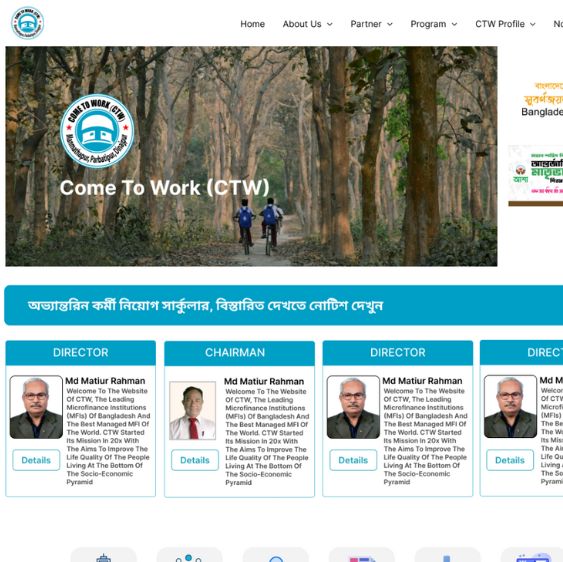 COME TO WORK (CTW)
Home
About Us
Partner
Program
CTW Profile
No
COME TO WORK (CTW)
Manmathapur, Parbatipur, Dinajpur
Come To Work (CTW)
বাংলাদেশে
সুবর্ণজয়
Banglade
আশা
অভ্যান্তরিন কর্মী নিয়োগ সার্কুলার, বিস্তারিত দেখতে নোটিশ দেখুন
DIRECTOR
Md Matiur Rahman
Welcome To The Website
Of CTW, The Leading
Microfinance Institutions
(MFIs) Of Bangladesh And
The Best Managed MFI Of
The World. CTW Started
Its Mission In 20x With
The Aims To Improve The
Life Quality Of The People
Living At The Bottom Of
The Socio-Economic
Pyramid
Details
CHAIRMAN
Md Matiur Rahman
Welcome To The Website
Of CTW, The Leading
Microfinance Institutions
(MFIs) Of Bangladesh And
The Best Managed MFI Of
The World. CTW Started
Its Mission In 20x With
The Aims To Improve The
Life Quality Of The People
Living At The Bottom Of
The Socio-Economic
Pyramid
Details
DIRECTOR
Md Matiur Rahman
Welcome To The Website
Of CTW, The Leading
Microfinance Institutions
(MFIs) Of Bangladesh And
The Best Managed MFI Of
The World. CTW Started
Its Mission In 20x With
The Aims To Improve The
Life Quality Of The People
Living At The Bottom Of
The Socio-Economic
Pyramid
Details
DIRECT
Md M
Welco
Of CT
Microf
(MFIs)
The Be
The W
Its Mis
The Ai
Life Qu
Living
The So
Pyrami
Details